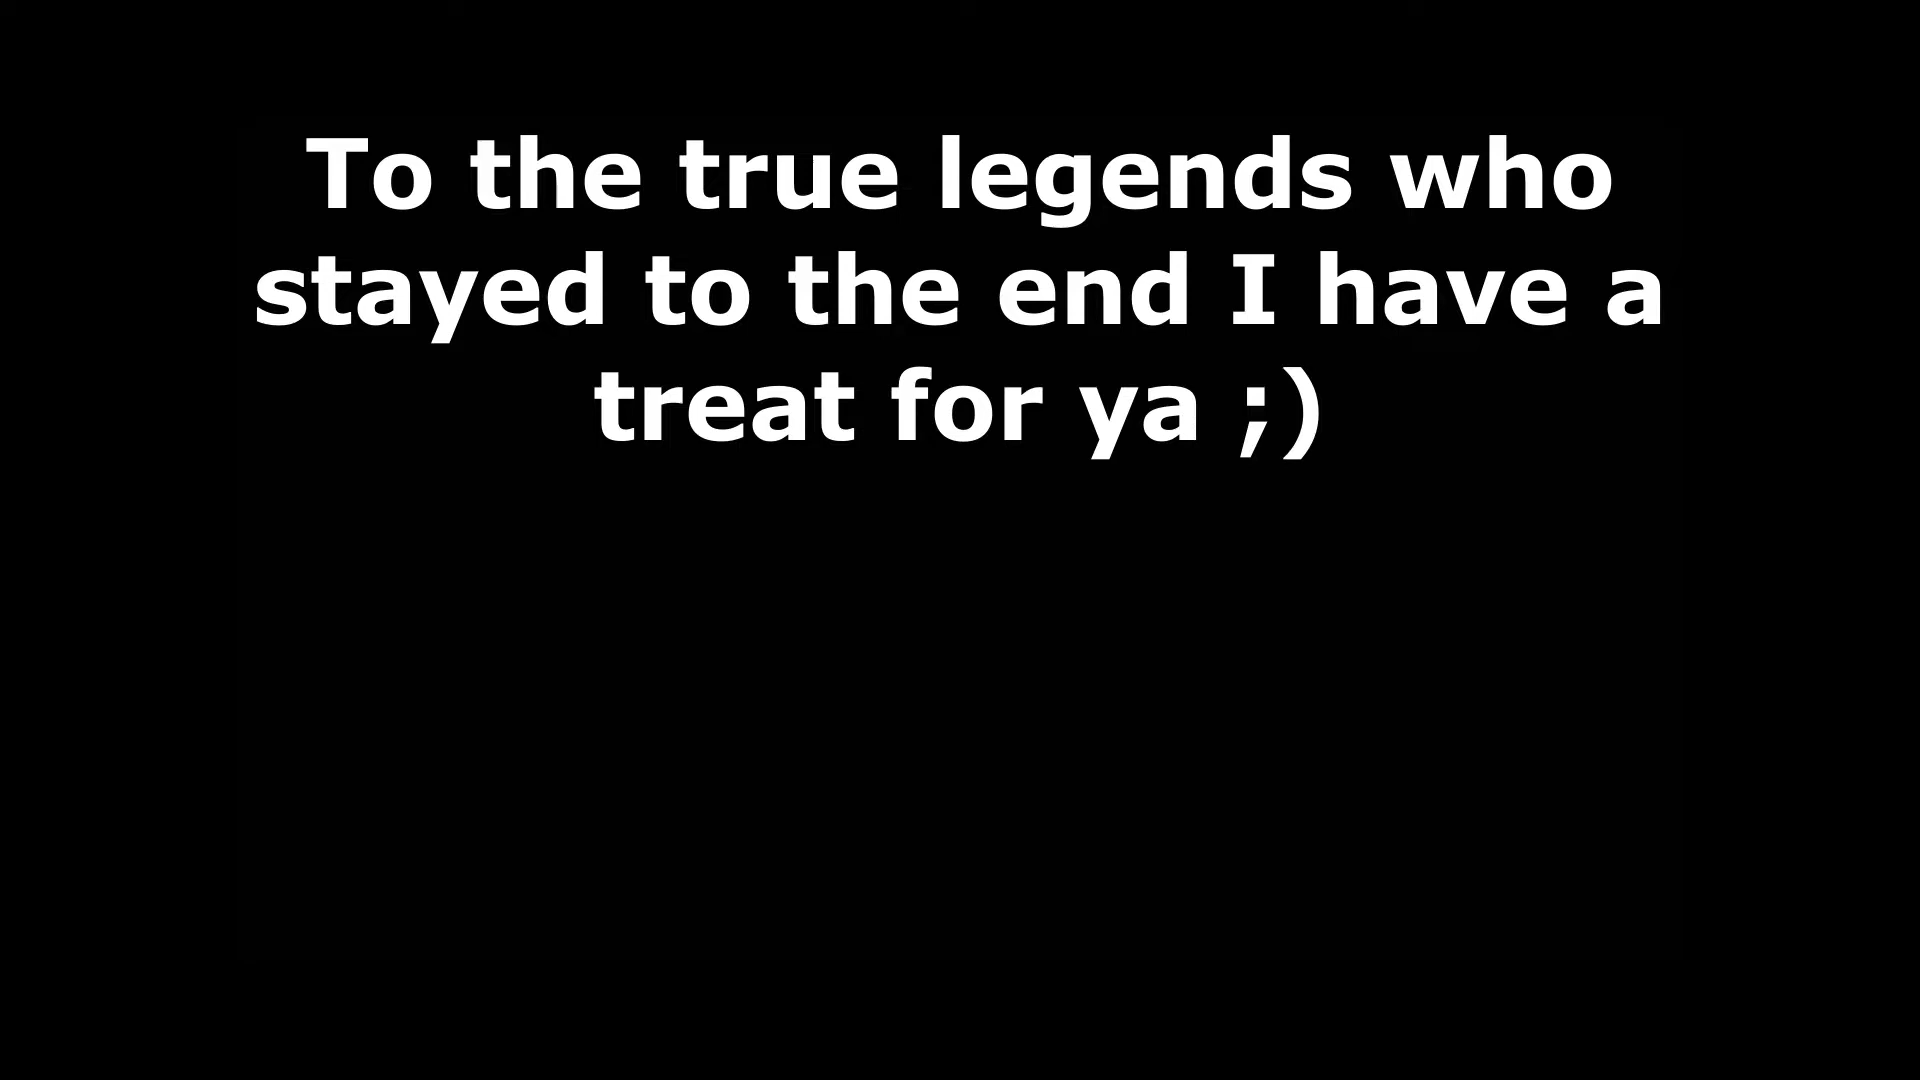 To the true legends who
stayed to the end I have a
treat for ya ;)